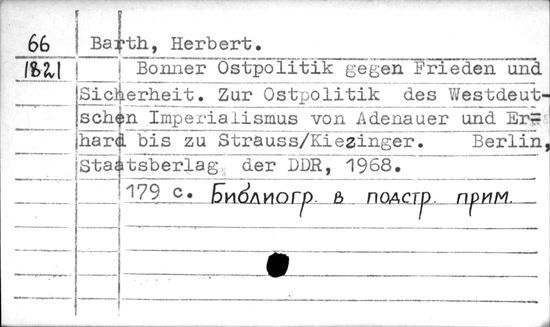 66 Barth, Herbert.
1821 Bonner Ostpolitik gegen Frieden und
Sicherheit. Zur Ostpolitik des Westdeut-
schen Imperialismus von Adenauer und Er=
hard bis zu Strauss/Kiezinger. Berlin,
Staatsberlag der DDR, 1968.
179 с. Библиогр. в подстр. прим.